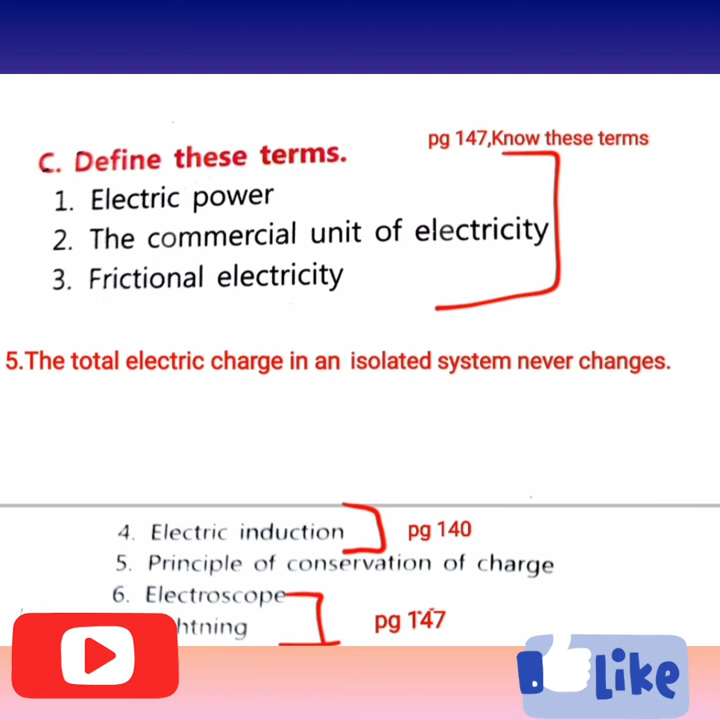 pg 147,Know these terms
C. Define these terms.
1. Electric power
2. The commercial unit of electricity
3. Frictional electricity
5.The total electric charge in an isolated system never changes.
4. Electric induction
pg 140
5. Principle of conservation of charge
6. Electroscope
htning
pg 147
Like